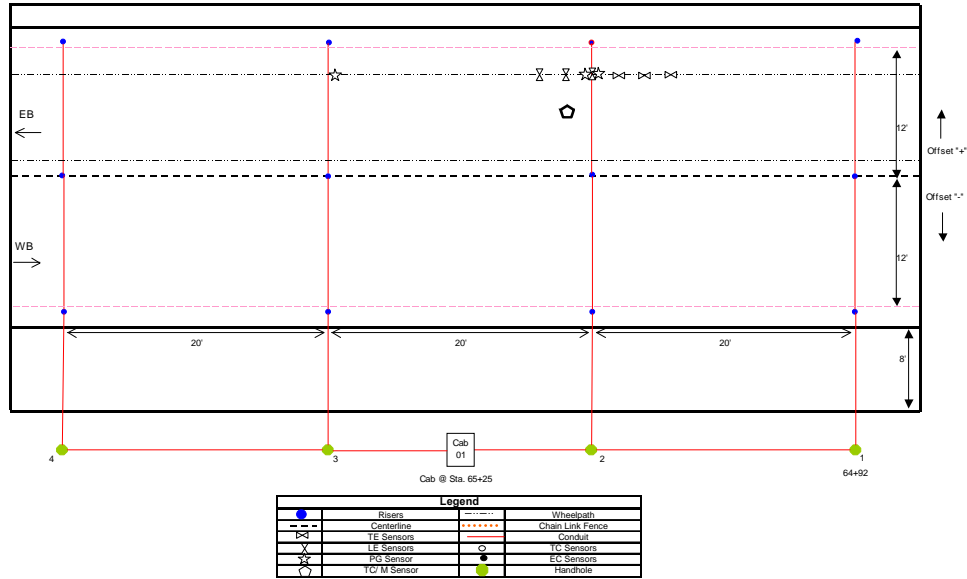 EB
12'
Offset "+"
Offset "-"
WB
12'
20'
20'
20'
8'
Cab
01
4
3
2
1
Cab @ Sta. 65+25
64+92
Legend
Risers
Wheelpath
Centerline
Chain Link Fence
TE Sensors
Conduit
LE Sensors
TC Sensors
PG Sensor
EC Sensors
TC/ M Sensor
Handhole